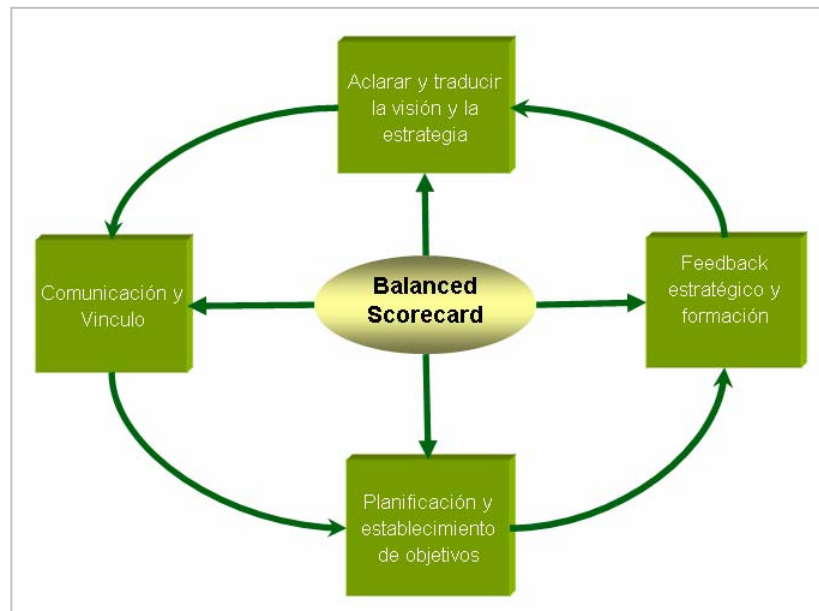 Aclarar y traducir
la visión y la
estrategia
Comunicación y
Vinculo
Balanced
Scorecard
Feedback
estratégico y
formación
Planificación y
establecimiento
de objetivos